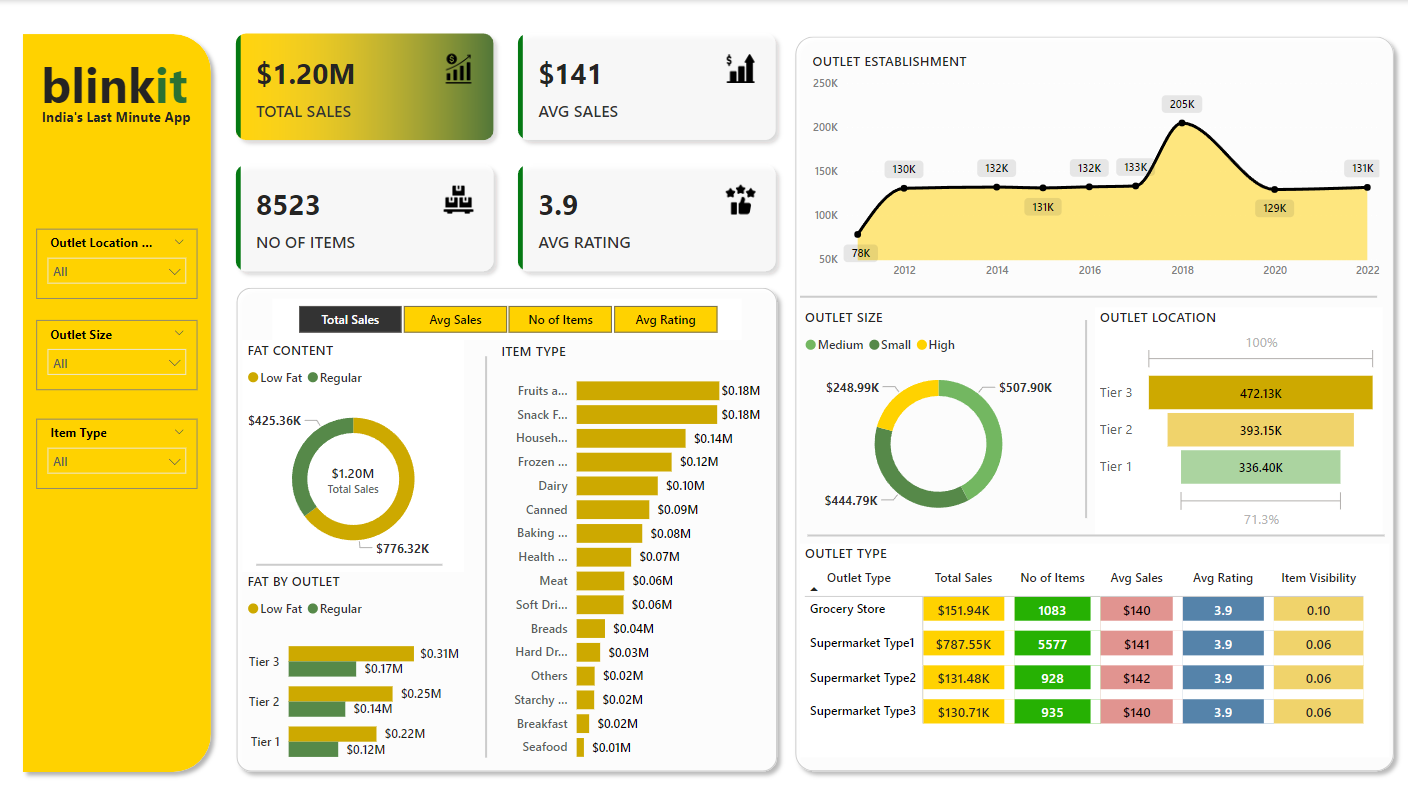 blinkit
India's Last Minute App
Outlet Location ...
All
Outlet Size
All
Item Type
All
$1.20M
TOTAL SALES
$141
AVG SALES
8523
NO OF ITEMS
3.9
AVG RATING
Total Sales
Avg Sales
No of Items
Avg Rating
FAT CONTENT
Low Fat Regular
$425.36K
$1.20M
Total Sales
$776.32K
FAT BY OUTLET
Low Fat Regular
Tier 3 $0.31M
$0.17M
Tier 2 $0.25M
$0.14M
Tier 1 $0.22M
$0.12M
ITEM TYPE
Fruits a... $0.18M
Snack F... $0.18M
Househ... $0.14M
Frozen ... $0.12M
Dairy $0.10M
Canned $0.09M
Baking ... $0.08M
Health ... $0.07M
Meat $0.06M
Soft Dri... $0.06M
Breads $0.04M
Hard Dr... $0.03M
Others $0.02M
Starchy ... $0.02M
Breakfast $0.02M
Seafood $0.01M
OUTLET ESTABLISHMENT
250K
200K
150K
100K
50K
78K
130K
132K
131K
132K
133K
205K
129K
131K
2012 2014 2016 2018 2020 2022
OUTLET SIZE
Medium Small High
$248.99K
$507.90K
$444.79K
OUTLET LOCATION
100%
Tier 3 472.13K
Tier 2 393.15K
Tier 1 336.40K
71.3%
OUTLET TYPE
Outlet Type Total Sales No of Items Avg Sales Avg Rating Item Visibility
Grocery Store $151.94K 1083 $140 3.9 0.10
Supermarket Type1 $787.55K 5577 $141 3.9 0.06
Supermarket Type2 $131.48K 928 $142 3.9 0.06
Supermarket Type3 $130.71K 935 $140 3.9 0.06